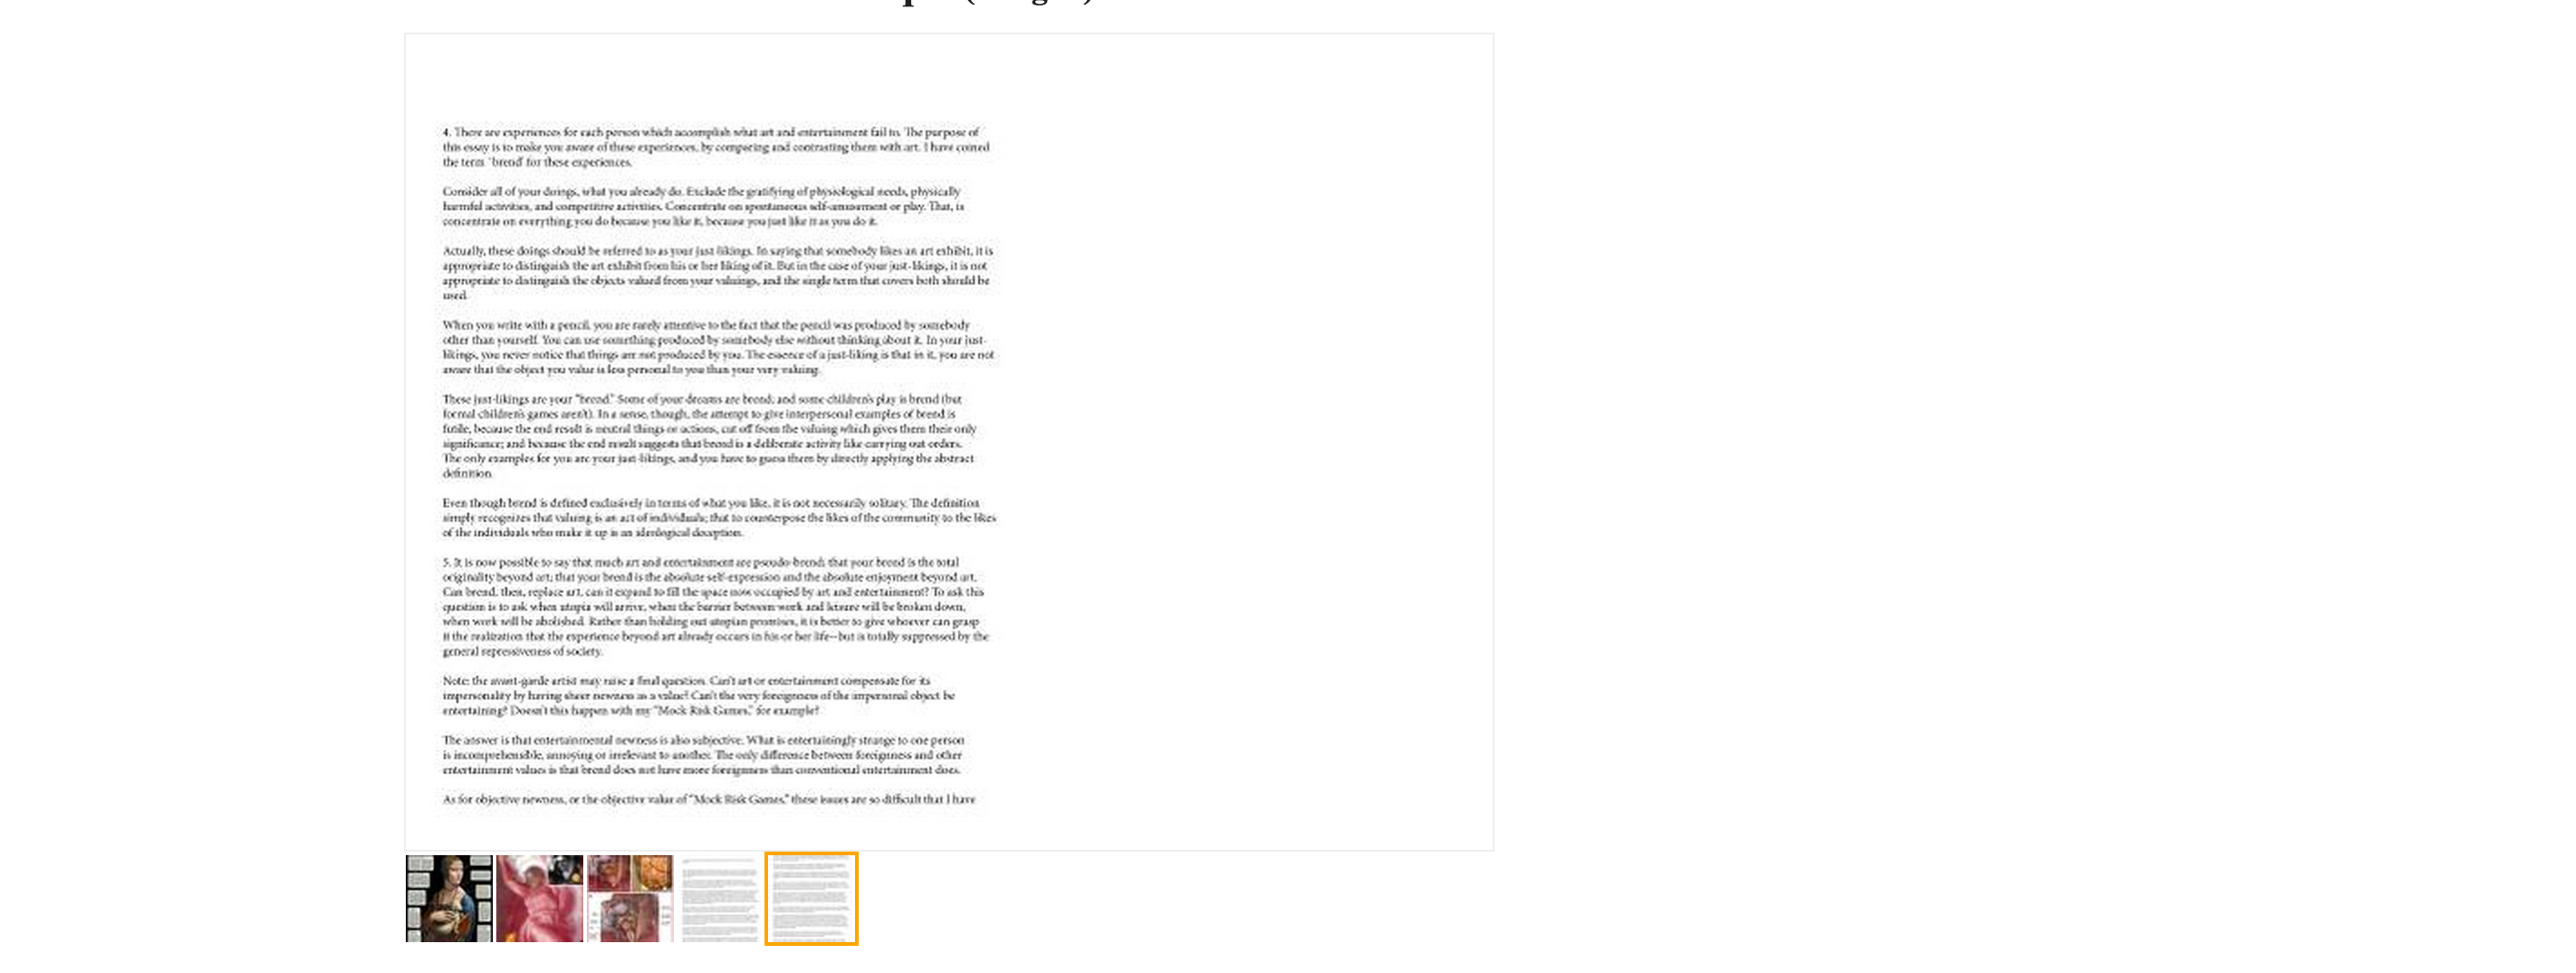 4. There are experiences for each person which accomplish what art and entertainment fail to. The purpose of
this essay is to make you aware of these experiences, by comparing and contrasting them with art. I have coined
the term 'brend' for these experiences.
Consider all of your doings, what you already do. Exclude the gratifying of physiological needs, physically
harmful activities, and competitive activities. Concentrate on spontaneous self-amusement or play. That, is
concentrate on everything you do because you like it, because you just like it as you do it.
Actually, these doings should be referred to as your just-likings. In saying that somebody likes an art exhibit, it is
appropriate to distinguish the art exhibit from his or her liking of it. But in the case of your just-likings, it is not
appropriate to distinguish the objects valued from your valuings, and the single term that covers both should be
used.
When you write with a pencil, you are rarely attentive to the fact that the pencil was produced by somebody
other than yourself. You can use something produced by somebody else without thinking about it. In your just-
likings, you never notice that things are not produced by you. The essence of a just-liking is that in it, you are not
aware that the object you value is less personal to you than your very valuing.
These just-likings are your "brend." Some of your dreams are brend; and some children's play is brend (but
formal children's games aren't). In a sense, though, the attempt to give interpersonal examples of brend is
futile, because the end result is neutral things or actions, cut off from the valuing which gives them their only
significance; and because the end result suggests that brend is a deliberate activity like carrying out orders.
The only examples for you are your just-likings, and you have to guess them by directly applying the abstract
definition.
Even though brend is defined exclusively in terms of what you like, it is not necessarily solitary. The definition
simply recognizes that valuing is an act of individuals; that to counterpose the likes of the community to the likes
of the individuals who make it up is an ideological deception.
5. It is now possible to say that much art and entertainment are pseudo-brend; that your brend is the total
originality beyond art; that your brend is the absolute self-expression and the absolute enjoyment beyond art.
Can brend, then, replace art, can it expand to fill the space now occupied by art and entertainment? To ask this
question is to ask when utopia will arrive, when the barrier between work and leisure will be broken down,
when work will be abolished. Rather than holding out utopian promises, it is better to give whoever can grasp
it the realization that the experience beyond art already occurs in his or her life--but is totally suppressed by the
general repressiveness of society.
Note: the avant-garde artist may raise a final question. Can't art or entertainment compensate for its
impersonality by having sheer newness as a value? Can't the very foreignness of the impersonal object be
entertaining? Doesn't this happen with my "Mock Risk Games," for example?
The answer is that entertainmental newness is also subjective. What is entertainingly strange to one person
is incomprehensible, annoying or irrelevant to another. The only difference between foreignness and other
entertainment values is that brend does not have more foreignness than conventional entertainment does.
As for objective newness, or the objective value of "Mock Risk Games," these issues are so difficult that I have